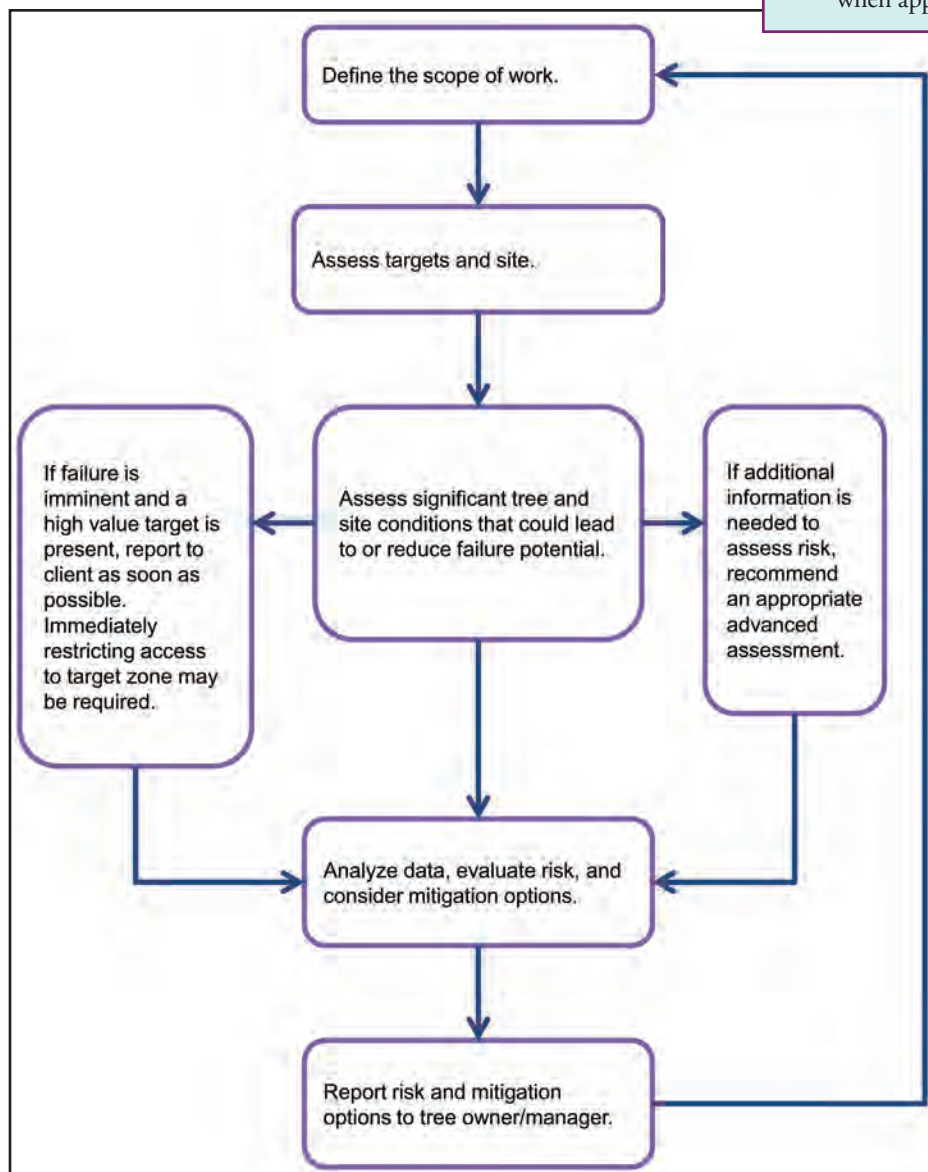 when app
Define the scope of work.
Assess targets and site.
If failure is
imminent and a
high value target is
present, report to
client as soon as
possible.
Immediately
restricting access
to target zone may
be required.
Assess significant tree and
site conditions that could lead
to or reduce failure potential.
If additional
information is
needed to
assess risk,
recommend
an appropriate
advanced
assessment.
Analyze data, evaluate risk, and
consider mitigation options.
Report risk and mitigation
options to tree owner/manager.